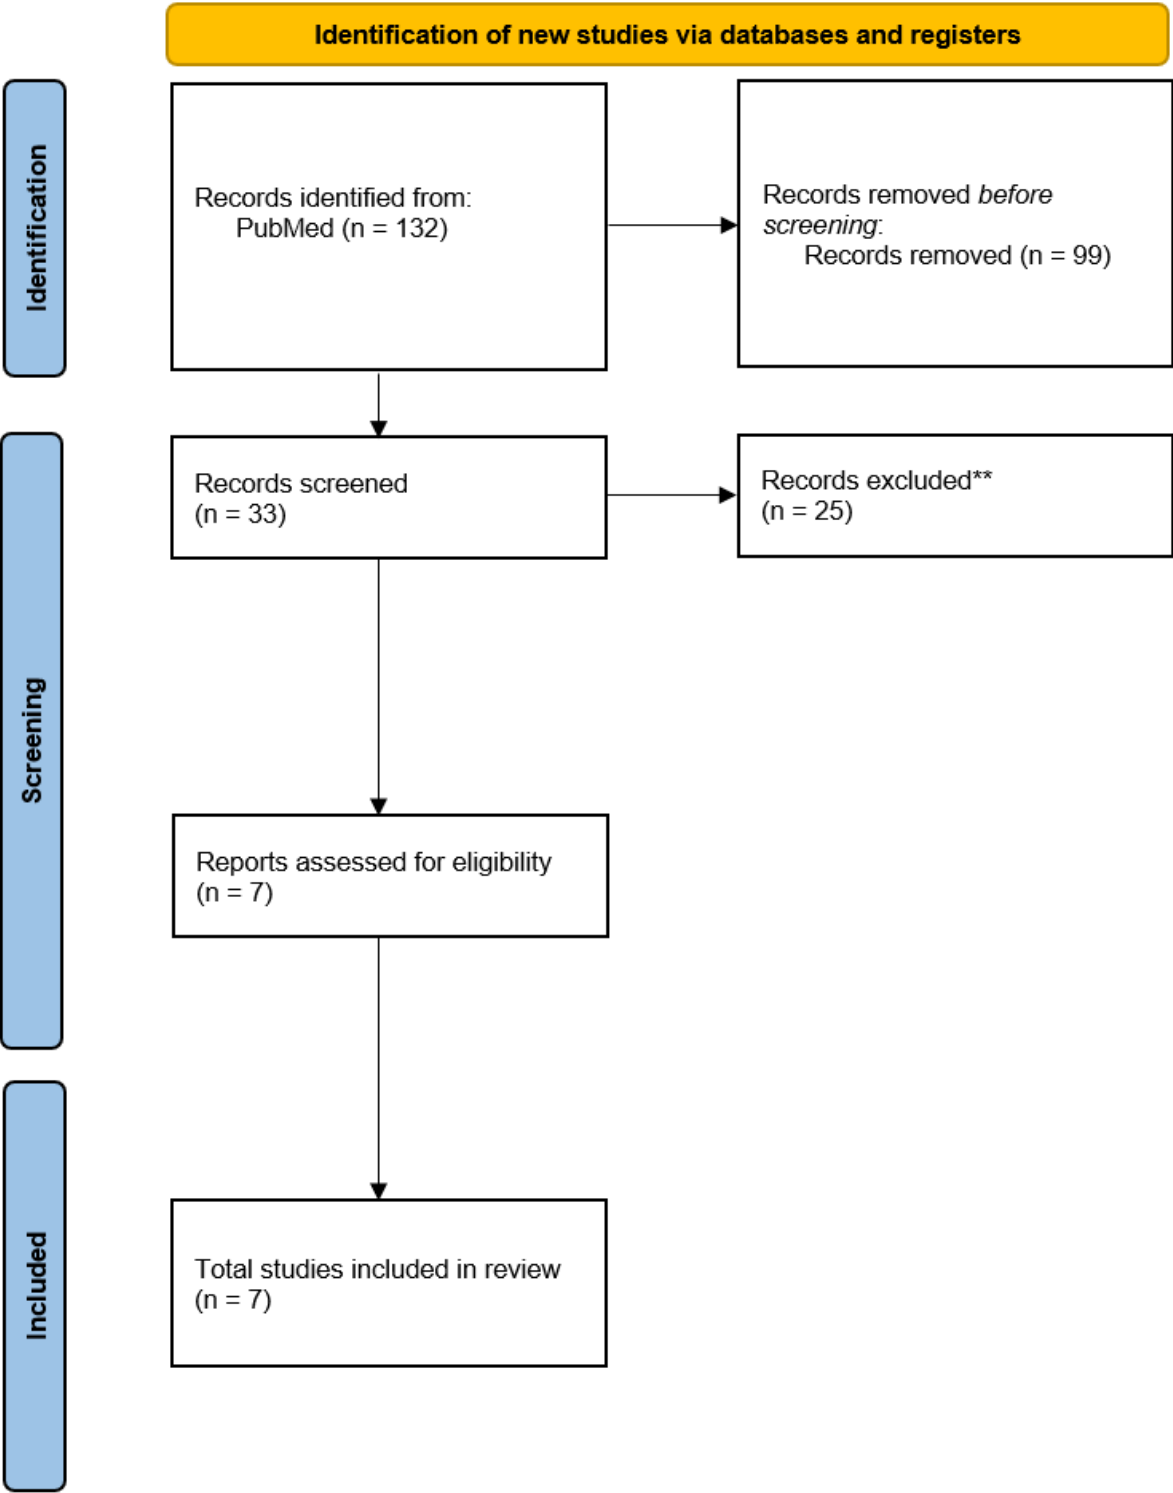 Identification of new studies via databases and registers
Identification
Records identified from:
PubMed (n = 132)
Records removed before
screening:
Records removed (n = 99)
Screening
Records screened
(n = 33)
Records excluded**
(n = 25)
Reports assessed for eligibility
(n = 7)
Included
Total studies included in review
(n = 7)